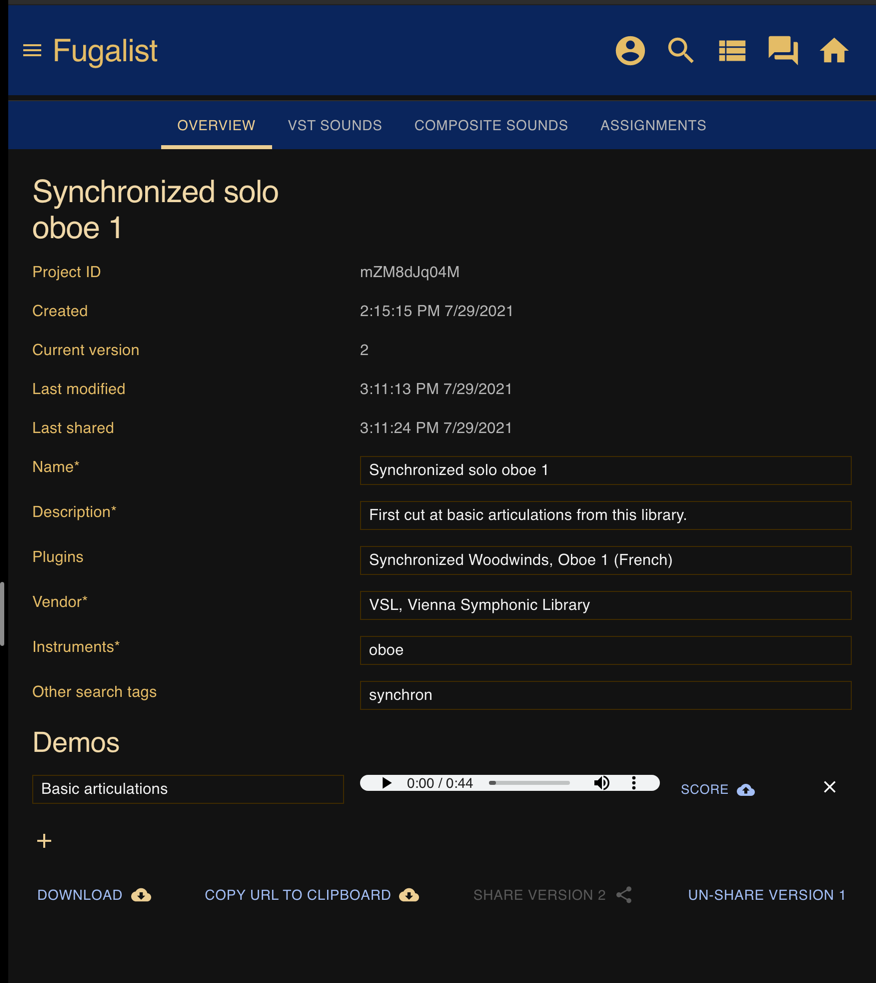 Fugalist
OVERVIEW VST SOUNDS COMPOSITE SOUNDS ASSIGNMENTS
Synchronized solo
oboe 1
Project ID mZM8dJq04M
Created 2:15:15 PM 7/29/2021
Current version 2
Last modified 3:11:13 PM 7/29/2021
Last shared 3:11:24 PM 7/29/2021
Name* Synchronized solo oboe 1
Description* First cut at basic articulations from this library.
Plugins Synchronized Woodwinds, Oboe 1 (French)
Vendor* VSL, Vienna Symphonic Library
Instruments* oboe
Other search tags synchron
Demos
Basic articulations 0:00 / 0:44 SCORE
DOWNLOAD COPY URL TO CLIPBOARD SHARE VERSION 2 UN-SHARE VERSION 1